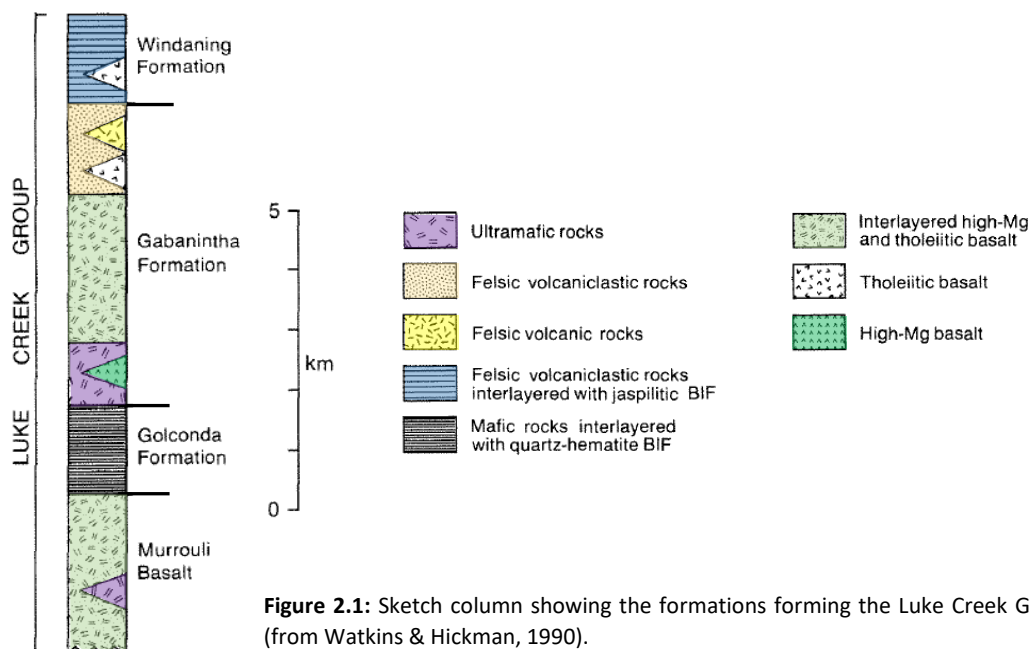 LUKE CREEK GROUP
Windaning
Formation
Gabanintha
Formation
Golconda
Formation
Murrouli
Basalt
5
km
0
Ultramafic rocks
Felsic volcaniclastic rocks
Felsic volcanic rocks
Felsic volcaniclastic rocks
interlayered with jaspilitic BIF
Mafic rocks interlayered
with quartz-hematite BIF
Interlayered high-Mg
and tholeiitic basalt
Tholeiitic basalt
High-Mg basalt
Figure 2.1: Sketch column showing the formations forming the Luke Creek G
(from Watkins & Hickman, 1990).